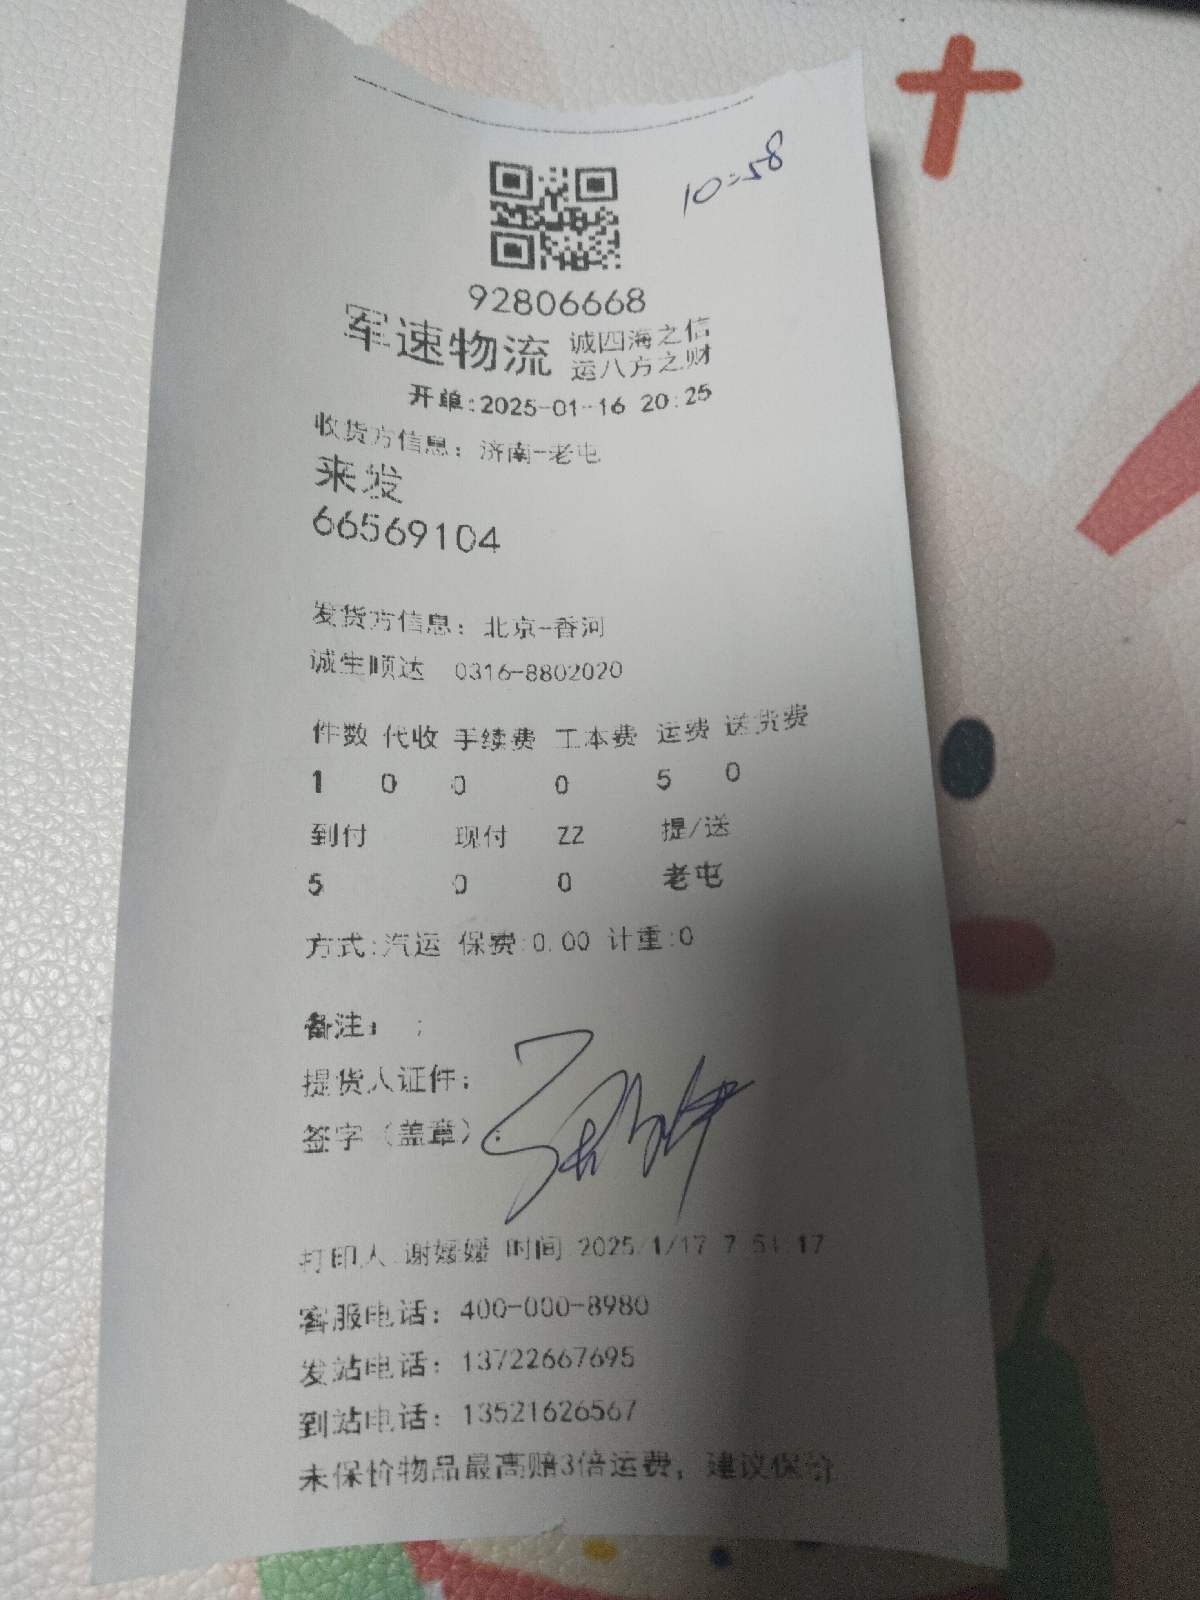 10:58
92806668
军速物流 诚四海之信
运八方之财
开单:2025-01-16 20:25
收货方信息：济南-老屯
来发
66569104
发货方信息：北京-香河
诚生顺达 0316-8802020
件数 代收 手续费 工本费 运费 送货费
1 0 0 0 5 0
到付 现付 ZZ 提/送
5 0 0 老屯
方式:汽运 保费:0.00 计重:0
备注： ;
提货人证件：
签字（盖章）：
打印人:谢媛媛 时间:2025/1/17 7:51:17
客服电话：400-000-8980
发站电话：13722667695
到站电话：13521626567
未保价物品最高赔3倍运费，建议保价